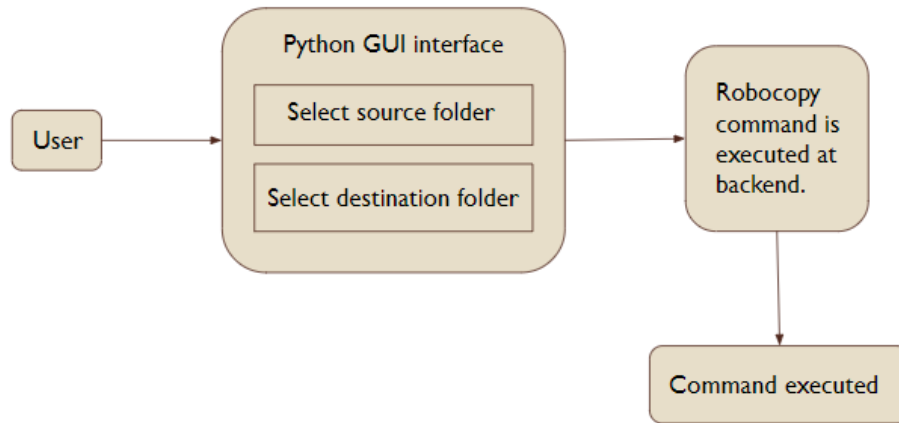 Python GUI interface
Select source folder
Select destination folder
User
Robocopy
command is
executed at
backend.
Command executed